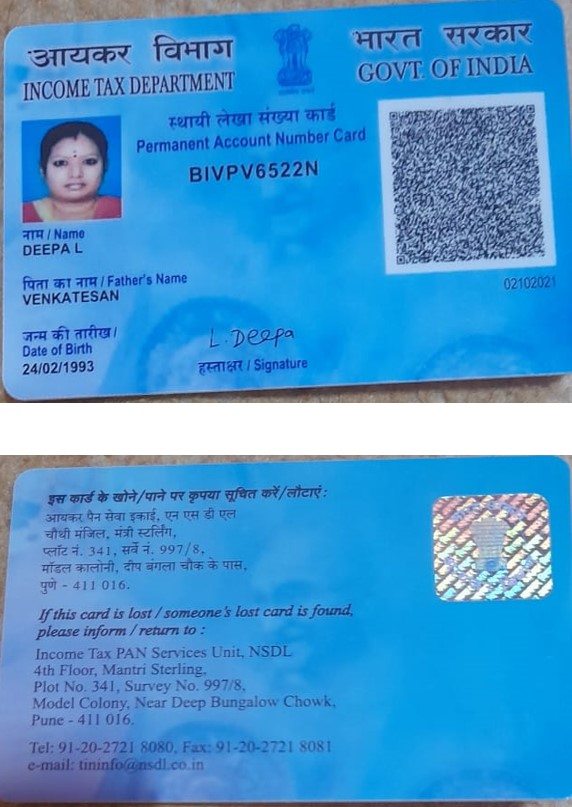 आयकर विभाग
INCOME TAX DEPARTMENT
भारत सरकार
GOVT. OF INDIA
स्थायी लेखा संख्या कार्ड
Permanent Account Number Card
BIVPV6522N
नाम / Name
DEEPA L
पिता का नाम / Father's Name
VENKATESAN
जन्म की तारीख /
Date of Birth
24/02/1993
L. Deepa
हस्ताक्षर / Signature
02102021
इस कार्ड के खोने/पाने पर कृपया सूचित करें/लौटाएं:
आयकर पैन सेवा इकाई, एन एस डी एल
चौथी मंजिल, मंत्री स्टर्लिंग,
प्लॉट नं. 341, सर्वे नं. 997/8,
मॉडल कालोनी, दीप बंगला चौक के पास,
पुणे - 411 016.
If this card is lost / someone's lost card is found,
please inform / return to :
Income Tax PAN Services Unit, NSDL
4th Floor, Mantri Sterling,
Plot No. 341, Survey No. 997/8,
Model Colony, Near Deep Bungalow Chowk,
Pune - 411 016.
Tel: 91-20-2721 8080, Fax: 91-20-2721 8081
e-mail: tininfo@nsdl.co.in